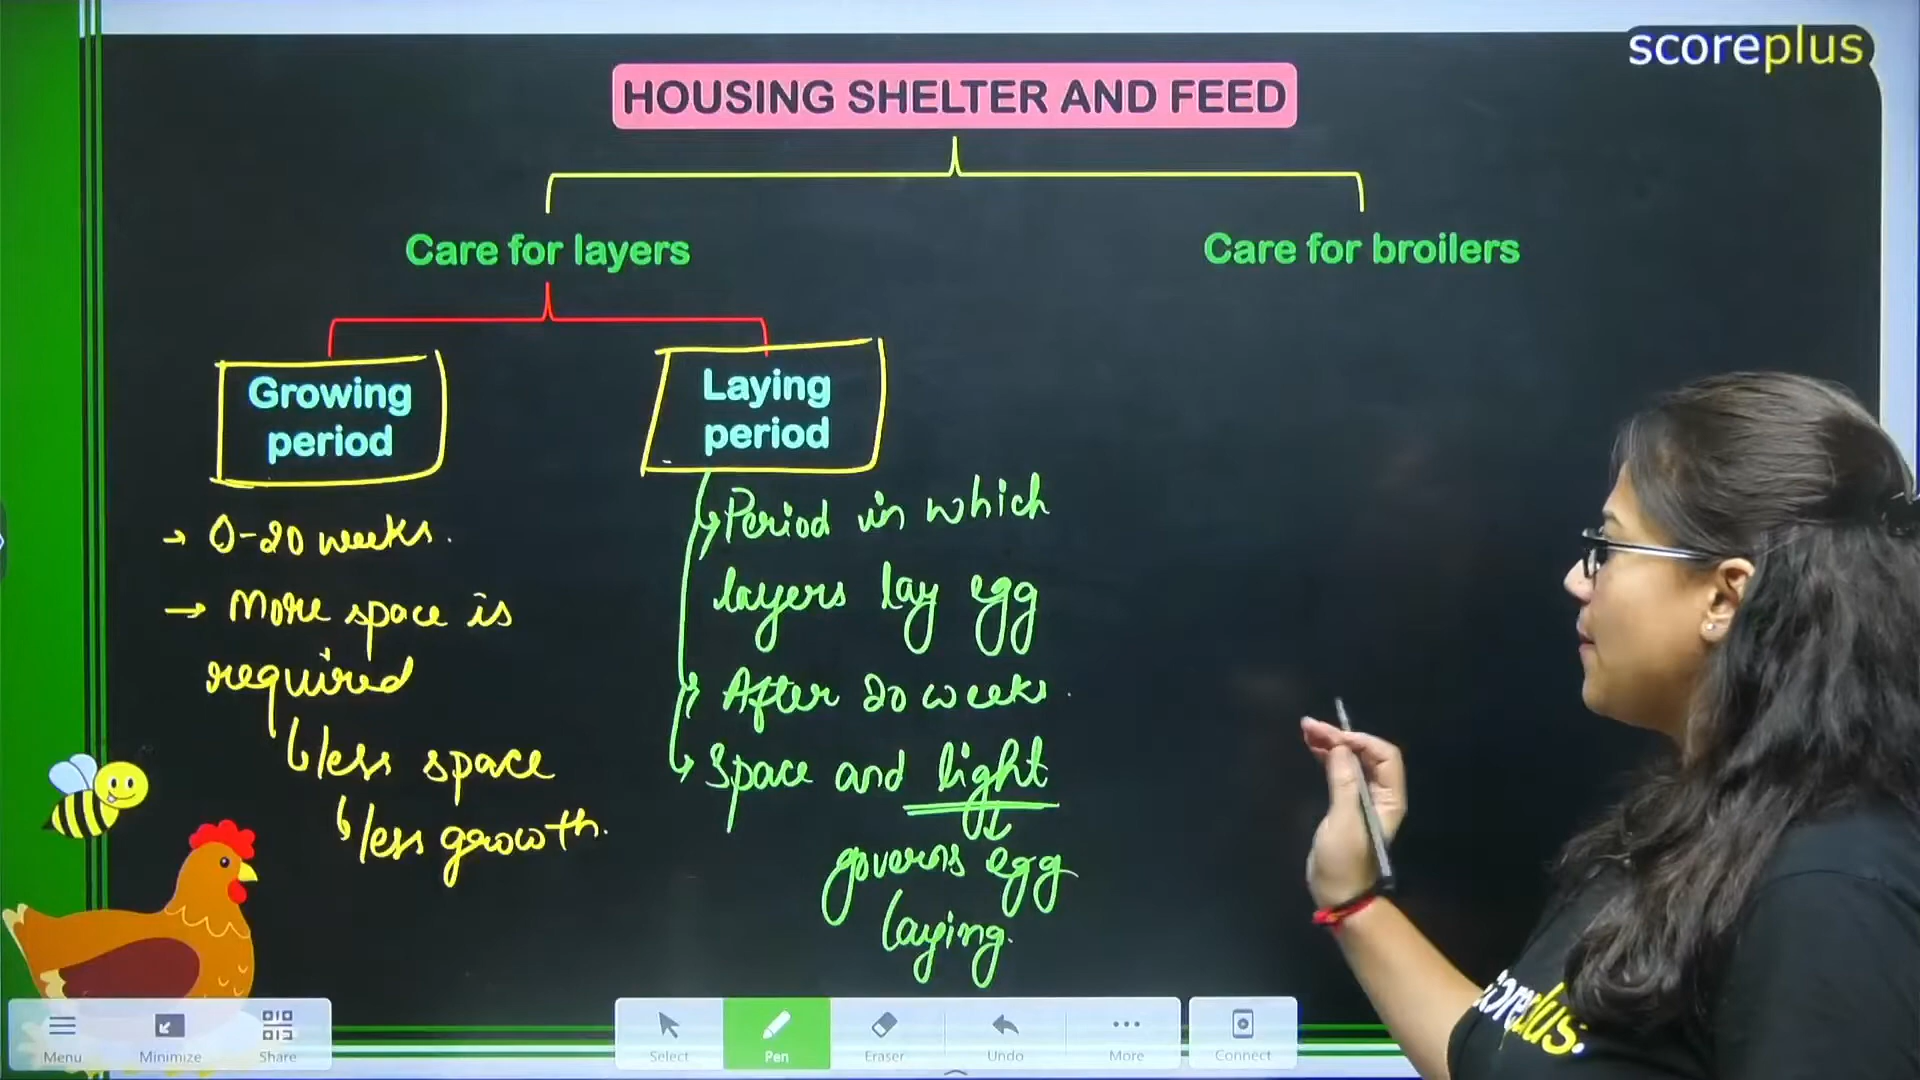 scoreplus
HOUSING SHELTER AND FEED
Care for layers
Care for broilers
Growing
period
→ 0-20 weeks.
→ More space is
required
less space
less growth.
Laying
period
Period in which
layers lay egg
After 20 weeks.
Space and light
governs egg
laying.
scoreplus.
Menu
Minimize
Share
Select
Pen
Eraser
Undo
More
Connect